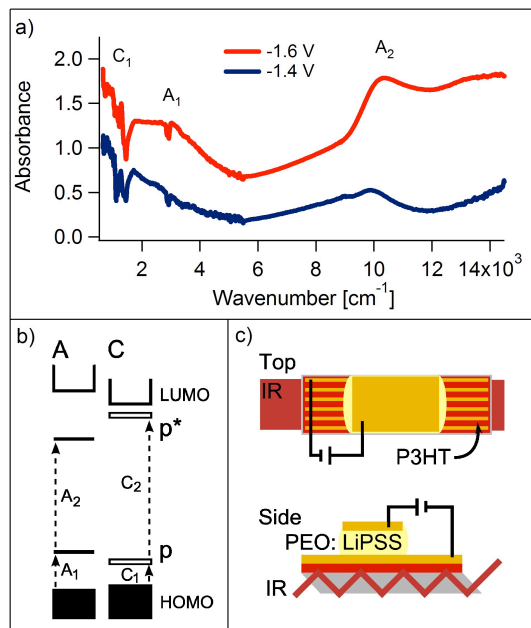 a)
C1
A1
A2
-1.6 V
-1.4 V
2.0
1.5
1.0
0.5
0.0
Absorbance
2 4 6 8 10 12 14x10³
Wavenumber [cm⁻¹]
b)
A C
LUMO
p*
A2
C2
p
A1
C1
HOMO
c)
Top
IR
P3HT
Side
PEO: LiPSS
IR